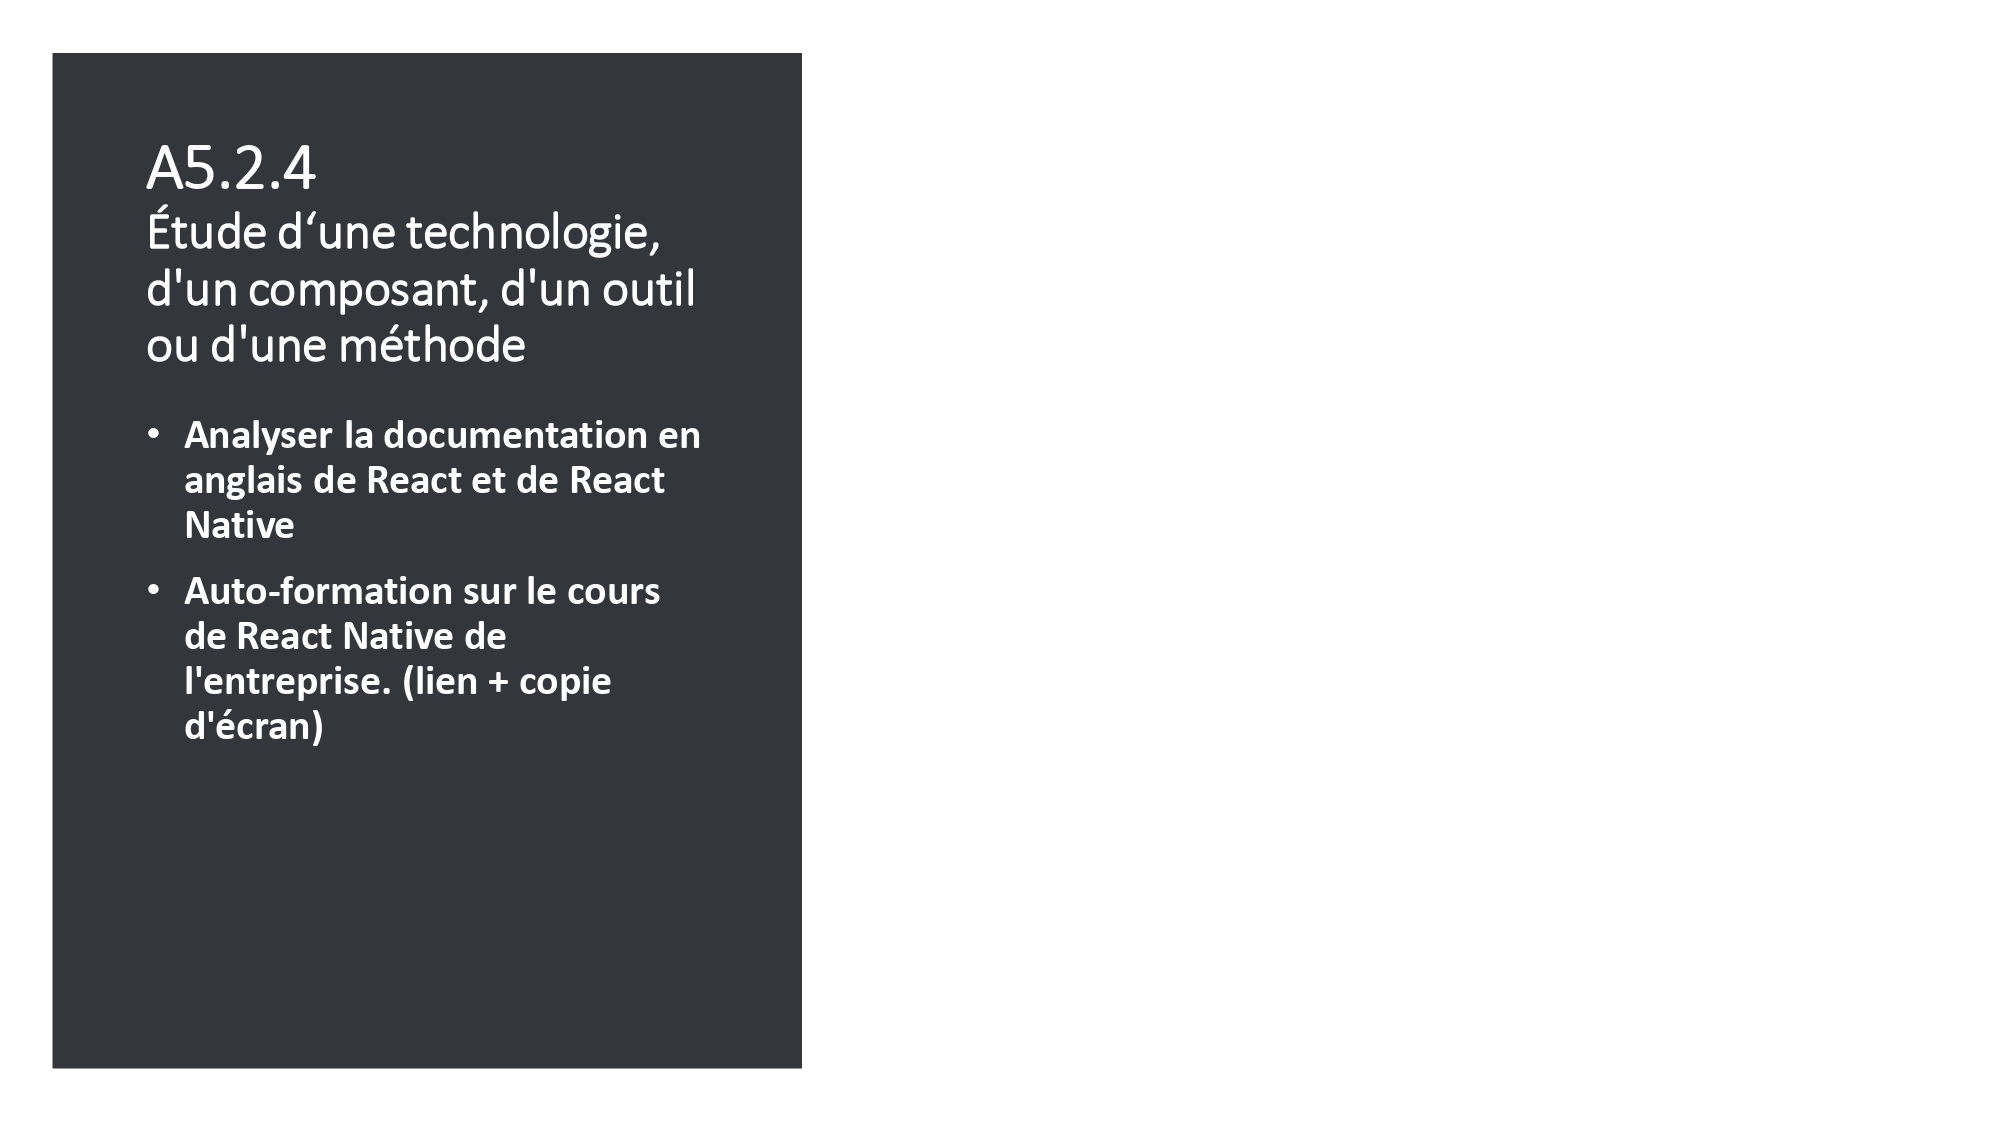 A5.2.4
Étude d‘une technologie,
d'un composant, d'un outil
ou d'une méthode
• Analyser la documentation en
anglais de React et de React
Native
• Auto-formation sur le cours
de React Native de
l'entreprise. (lien + copie
d'écran)